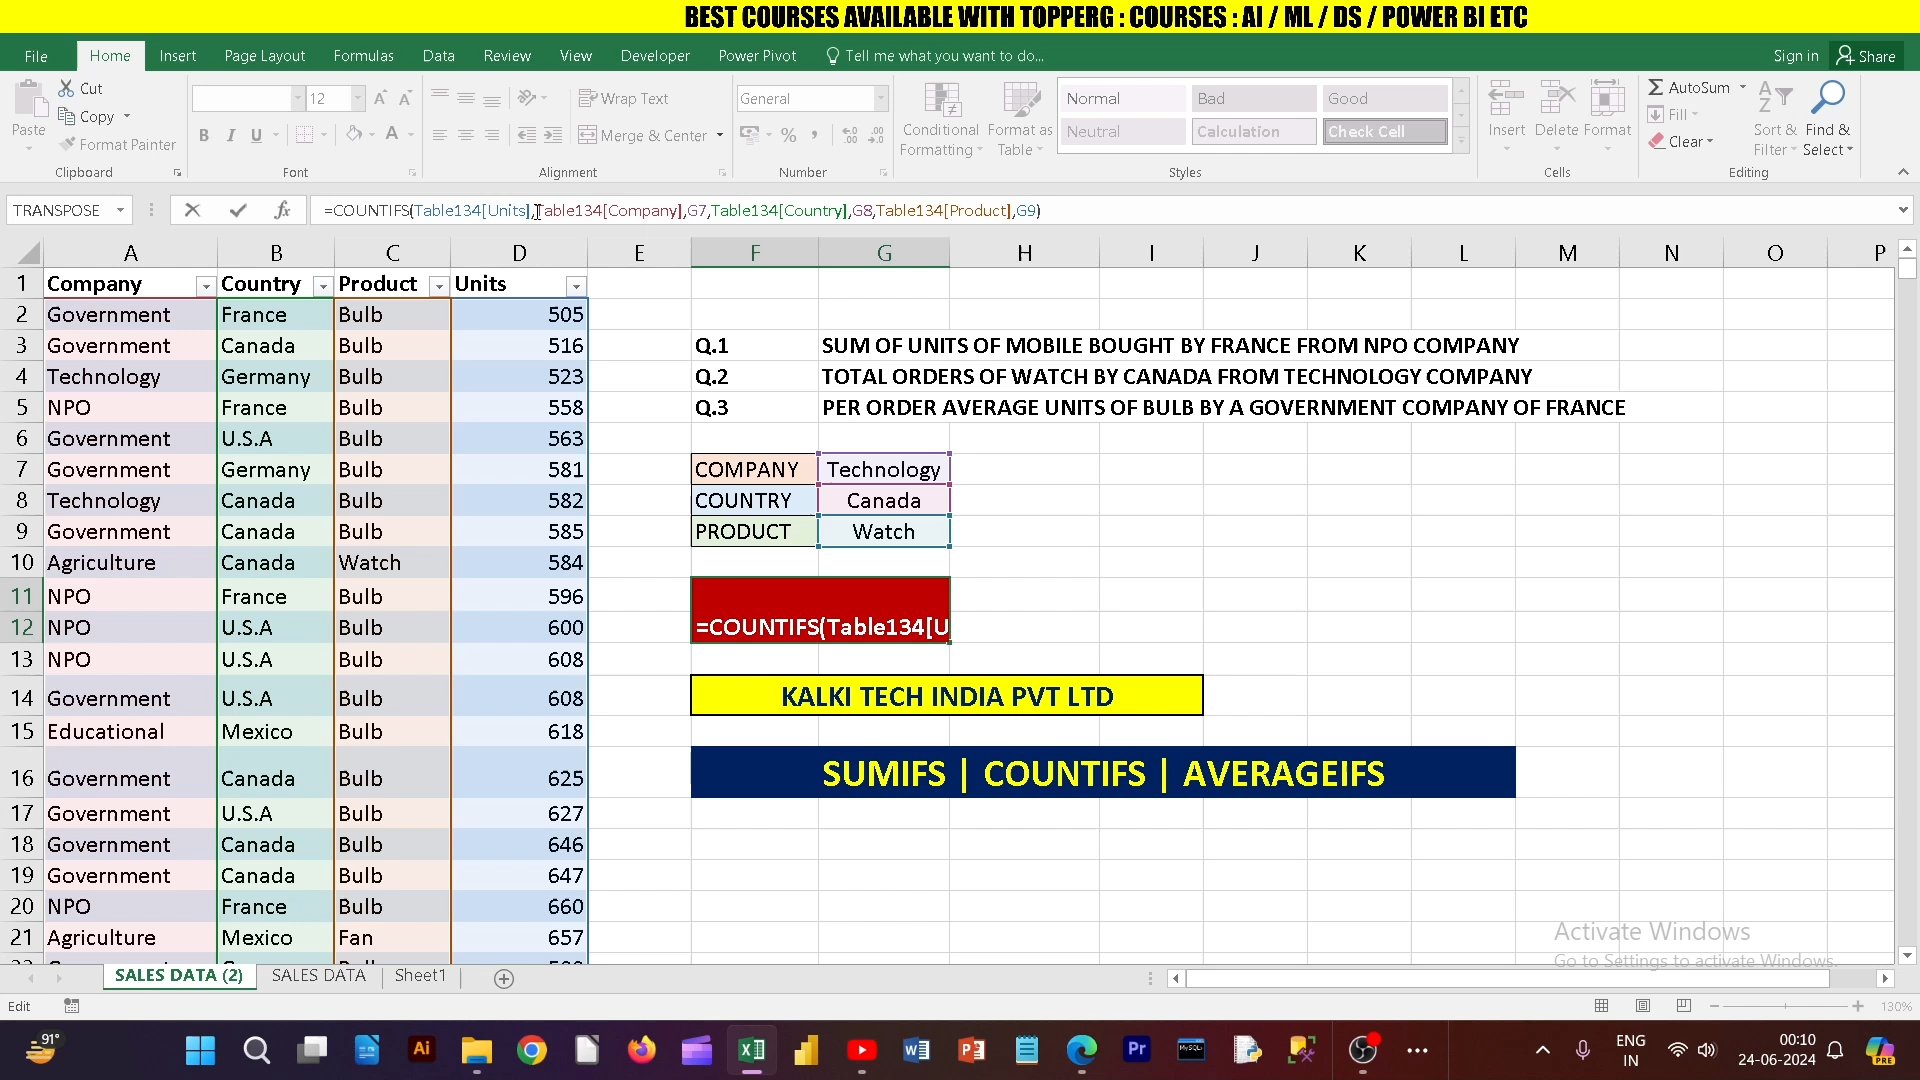 BEST COURSES AVAILABLE WITH TOPPERG : COURSES : AI / ML / DS / POWER BI ETC
File Home Insert Page Layout Formulas Data Review View Developer Power Pivot Tell me what you want to do... Sign in Share
Cut
Copy
Format Painter
Paste
Clipboard
12 A A
B I U A
Font
Wrap Text
Merge & Center
Alignment
General
% ,
Number
Conditional Formatting
Format as Table
Normal Bad Good
Neutral Calculation Check Cell
Styles
Insert Delete Format
Cells
AutoSum
Fill
Clear
Sort & Filter
Find & Select
Editing
TRANSPOSE fx =COUNTIFS(Table134[Units],Table134[Company],G7,Table134[Country],G8,Table134[Product],G9)
A B C D E F G H I J K L M N O P
1 Company Country Product Units
2 Government France Bulb 505
3 Government Canada Bulb 516 Q.1 SUM OF UNITS OF MOBILE BOUGHT BY FRANCE FROM NPO COMPANY
4 Technology Germany Bulb 523 Q.2 TOTAL ORDERS OF WATCH BY CANADA FROM TECHNOLOGY COMPANY
5 NPO France Bulb 558 Q.3 PER ORDER AVERAGE UNITS OF BULB BY A GOVERNMENT COMPANY OF FRANCE
6 Government U.S.A Bulb 563
7 Government Germany Bulb 581 COMPANY Technology
8 Technology Canada Bulb 582 COUNTRY Canada
9 Government Canada Bulb 585 PRODUCT Watch
10 Agriculture Canada Watch 584
11 NPO France Bulb 596
12 NPO U.S.A Bulb 600 =COUNTIFS(Table134[U
13 NPO U.S.A Bulb 608
14 Government U.S.A Bulb 608 KALKI TECH INDIA PVT LTD
15 Educational Mexico Bulb 618
16 Government Canada Bulb 625 SUMIFS | COUNTIFS | AVERAGEIFS
17 Government U.S.A Bulb 627
18 Government Canada Bulb 646
19 Government Canada Bulb 647
20 NPO France Bulb 660
21 Agriculture Mexico Fan 657
Activate Windows
Go to Settings to activate Windows.
SALES DATA (2) SALES DATA Sheet1
Edit 130%
91° Ai Pr MySQL ENG IN 00:10 24-06-2024 PRE